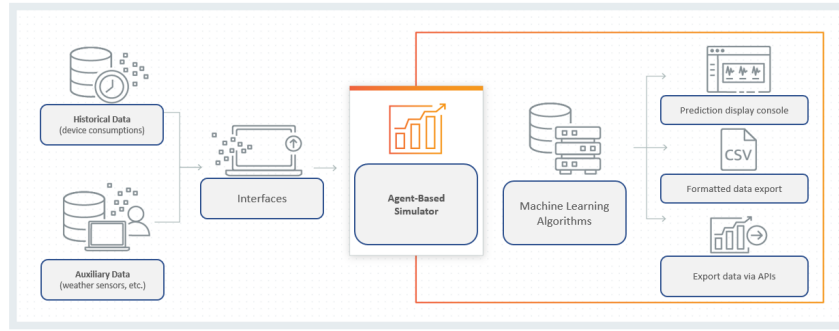 Historical Data
(device consumptions)
Auxiliary Data
(weather sensors, etc.)
Interfaces
Agent-Based
Simulator
Machine Learning
Algorithms
Prediction display console
CSV
Formatted data export
Export data via APIs